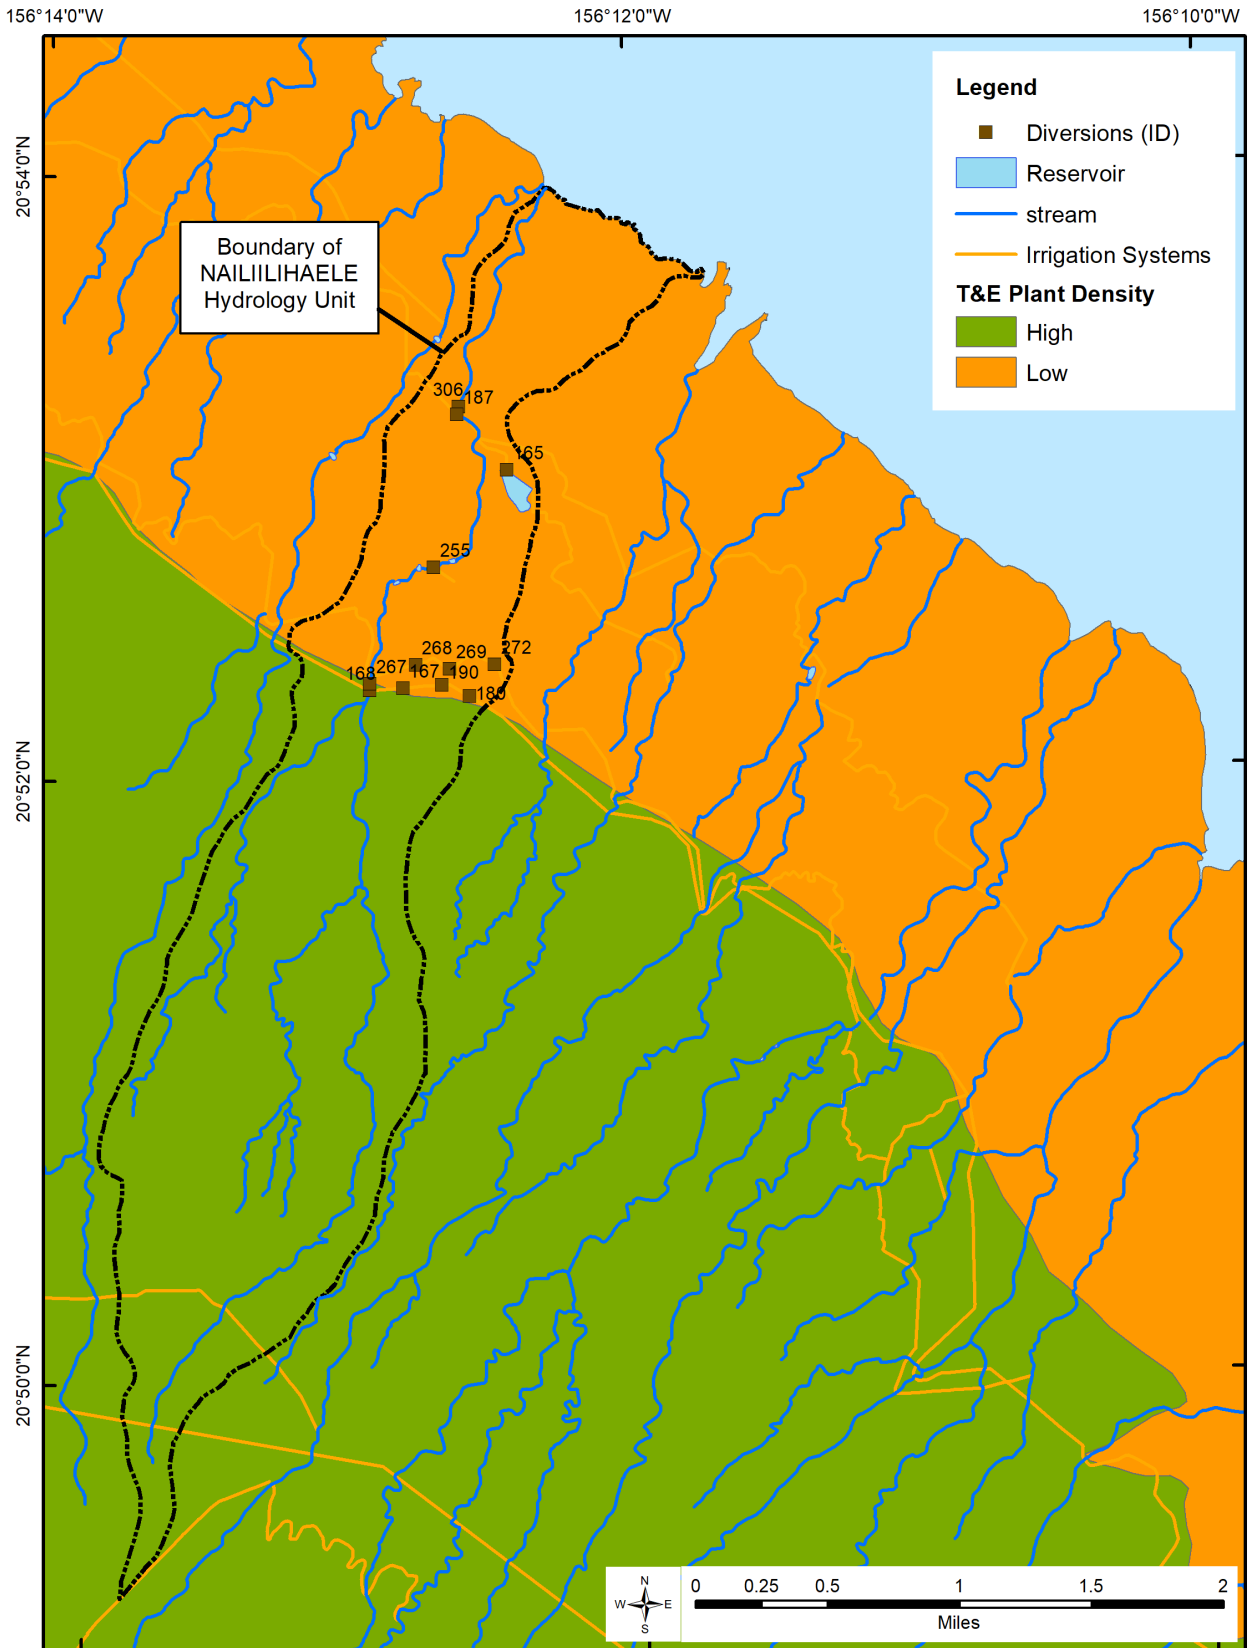 156°14'0"W
156°12'0"W
156°10'0"W
20°54'0"N
20°52'0"N
20°50'0"N
Legend
Diversions (ID)
Reservoir
stream
Irrigation Systems
T&E Plant Density
High
Low
Boundary of
NAILIILIHAELE
Hydrology Unit
306
187
165
255
268
269
272
168
267
167
190
180
N
W
E
S
0
0.25
0.5
1
1.5
2
Miles